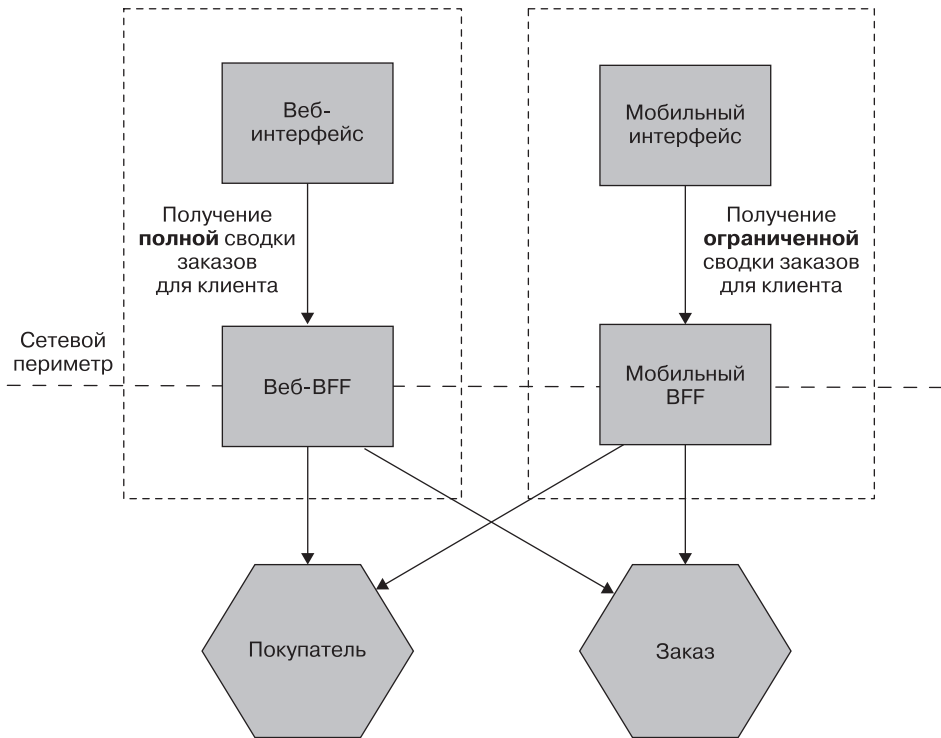 Веб-
интерфейс
Мобильный
интерфейс
Получение
полной сводки
заказов
для клиента
Получение
ограниченной
сводки заказов
для клиента
Сетевой
периметр
Веб-BFF
Мобильный
BFF
Покупатель
Заказ